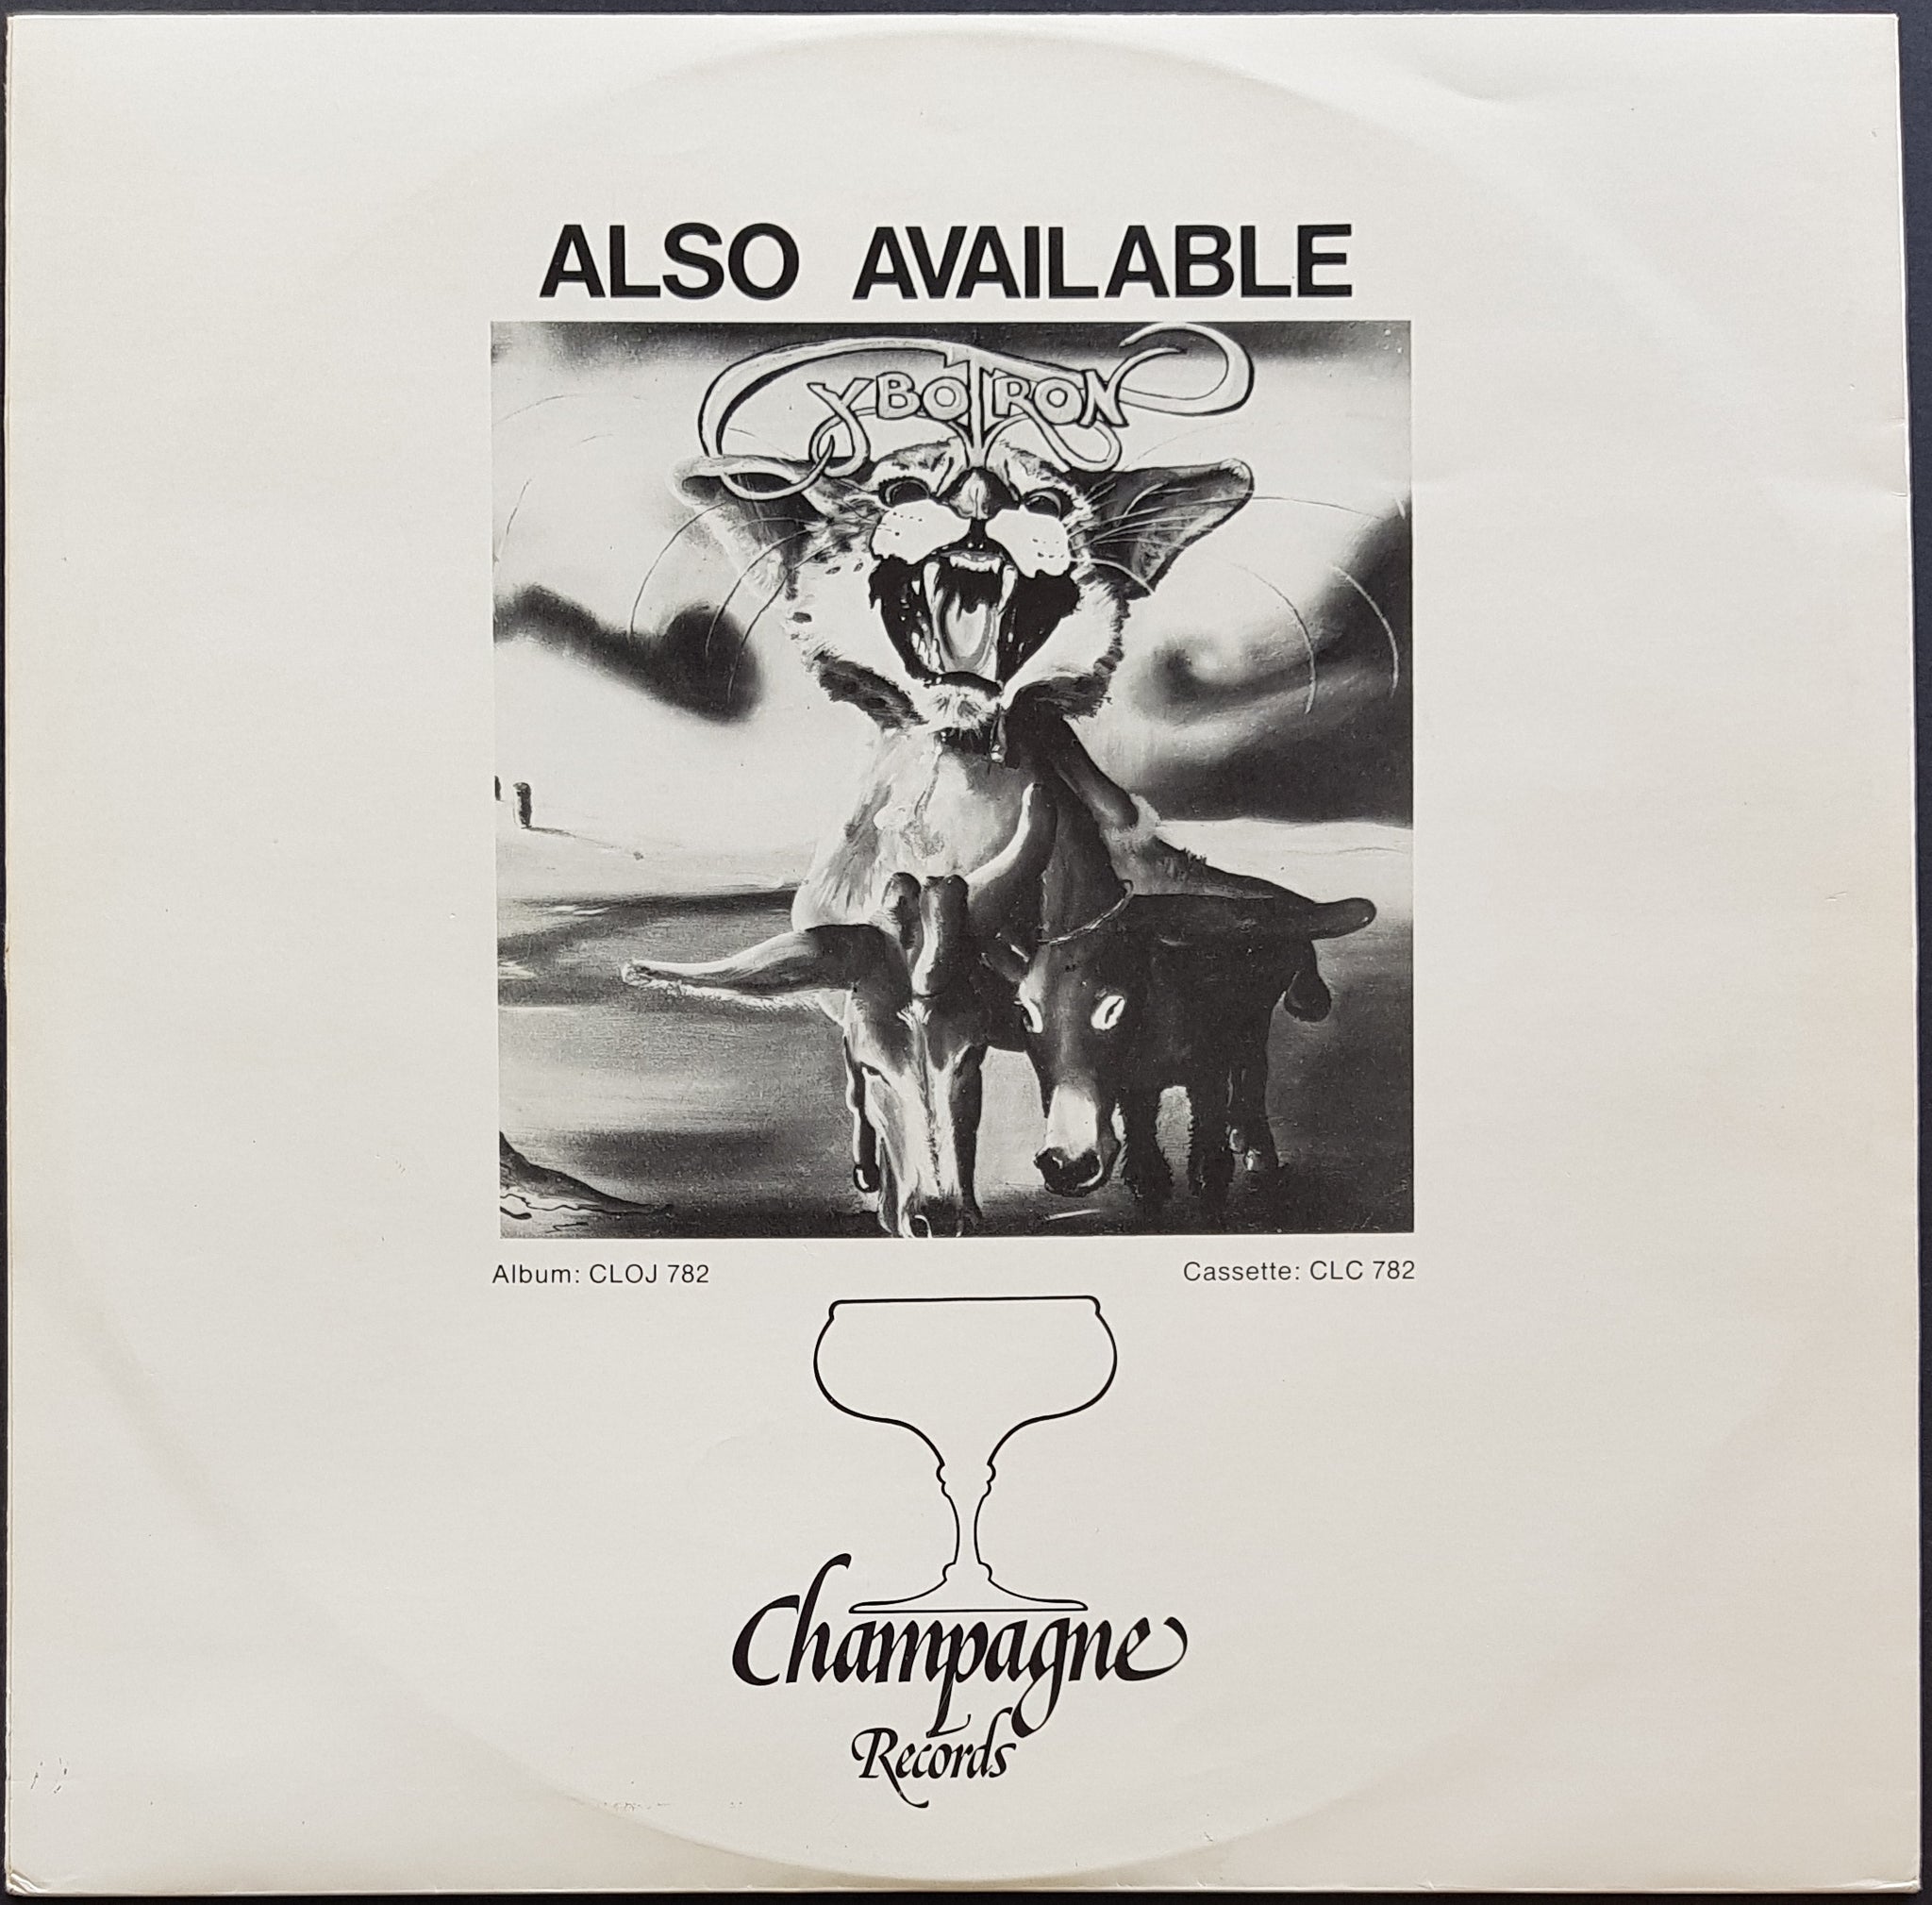 ALSO AVAILABLE
CYBOTRON
Album: CLOJ 782
Cassette: CLC 782
Champagne
Records